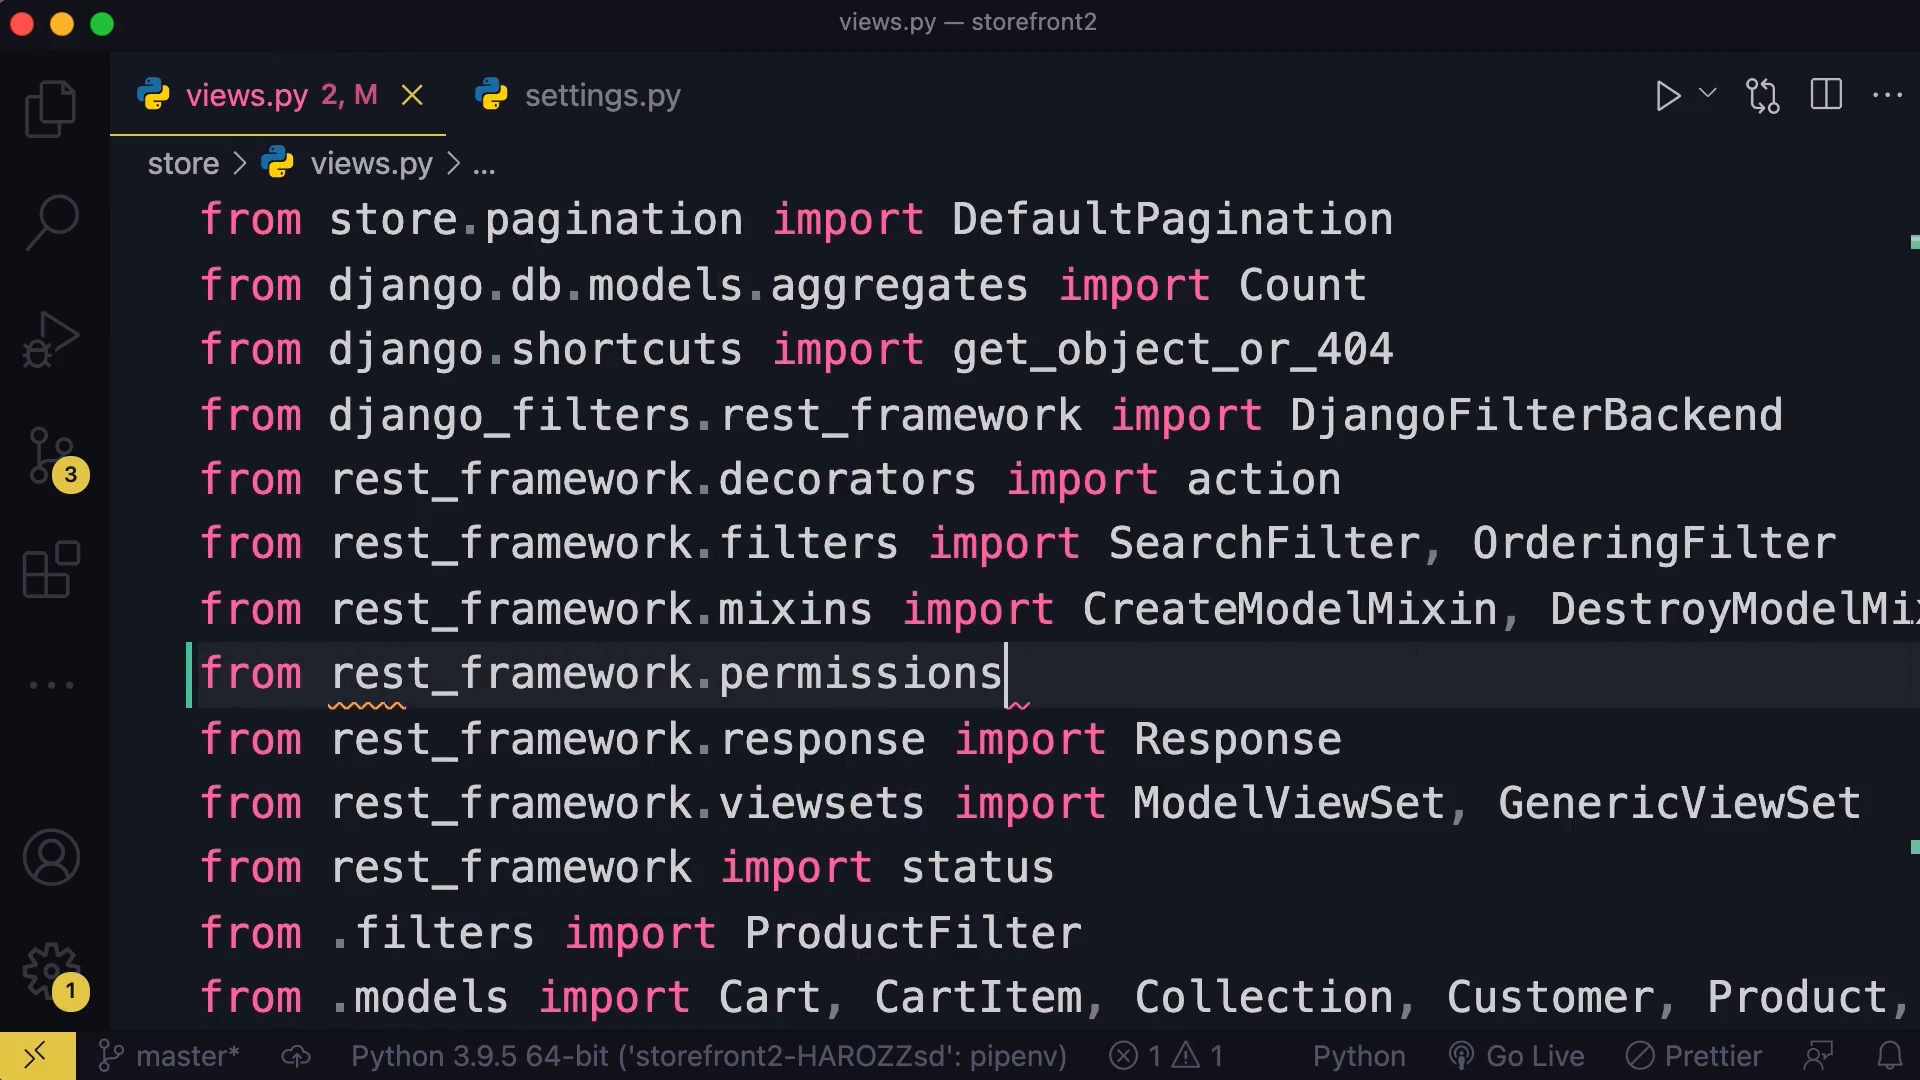 views.py — storefront2
views.py 2, M
settings.py
store > views.py > ...
from store.pagination import DefaultPagination
from django.db.models.aggregates import Count
from django.shortcuts import get_object_or_404
from django_filters.rest_framework import DjangoFilterBackend
from rest_framework.decorators import action
from rest_framework.filters import SearchFilter, OrderingFilter
from rest_framework.mixins import CreateModelMixin, DestroyModelMix
from rest_framework.permissions
from rest_framework.response import Response
from rest_framework.viewsets import ModelViewSet, GenericViewSet
from rest_framework import status
from .filters import ProductFilter
from .models import Cart, CartItem, Collection, Customer, Product,
3
1
master* Python 3.9.5 64-bit ('storefront2-HAROZZsd': pipenv) 1 1 Python Go Live Prettier